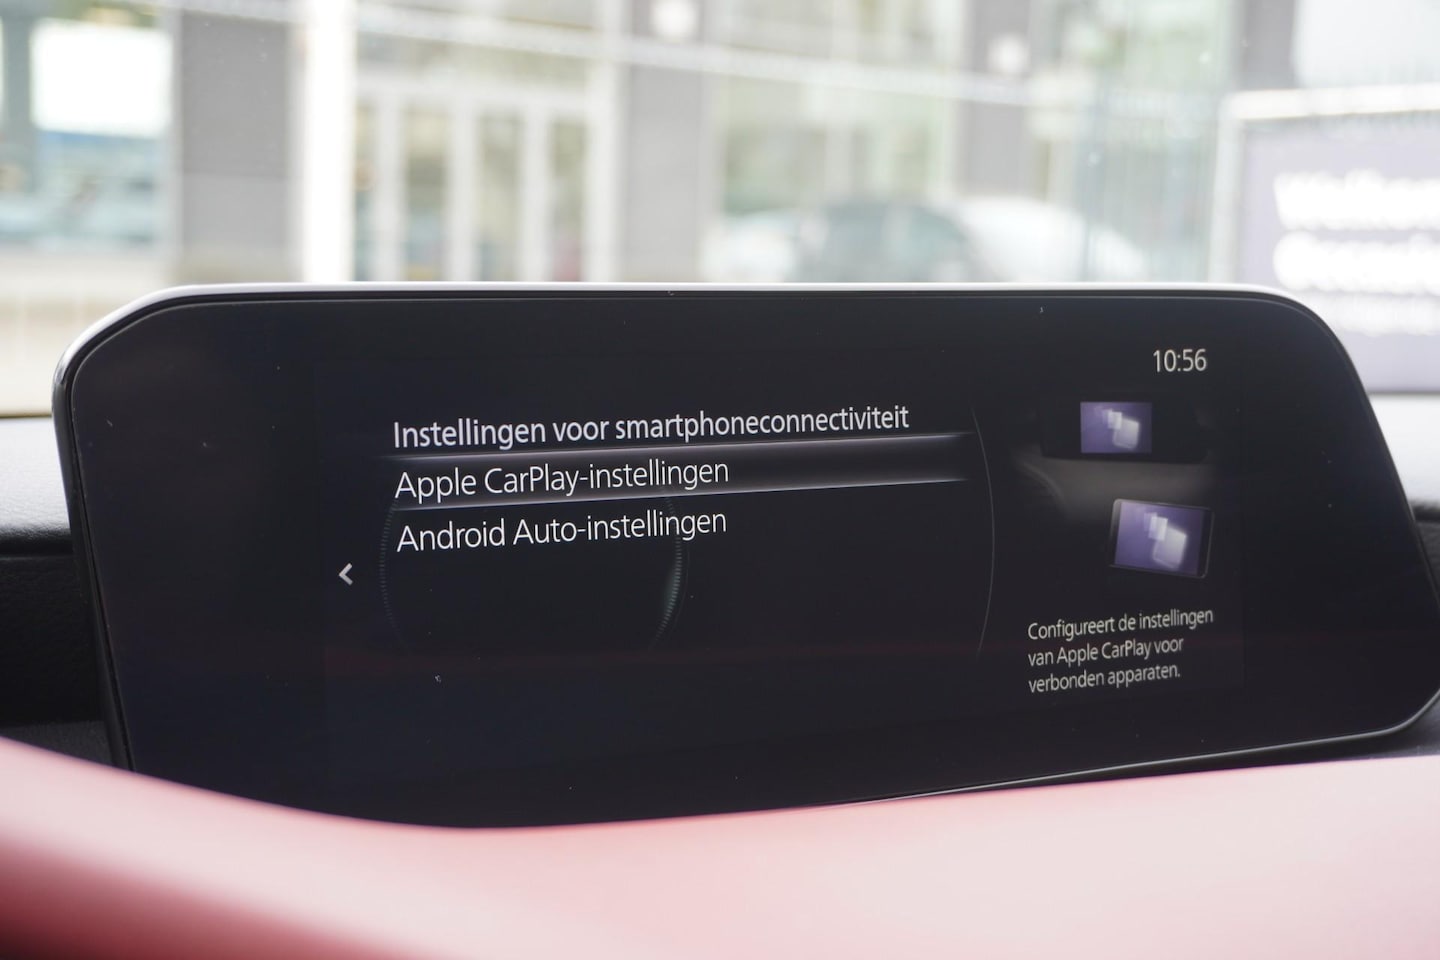 10:56
Instellingen voor smartphoneconnectiviteit
Apple CarPlay-instellingen
Android Auto-instellingen
Configureert de instellingen
van Apple CarPlay voor
verbonden apparaten.